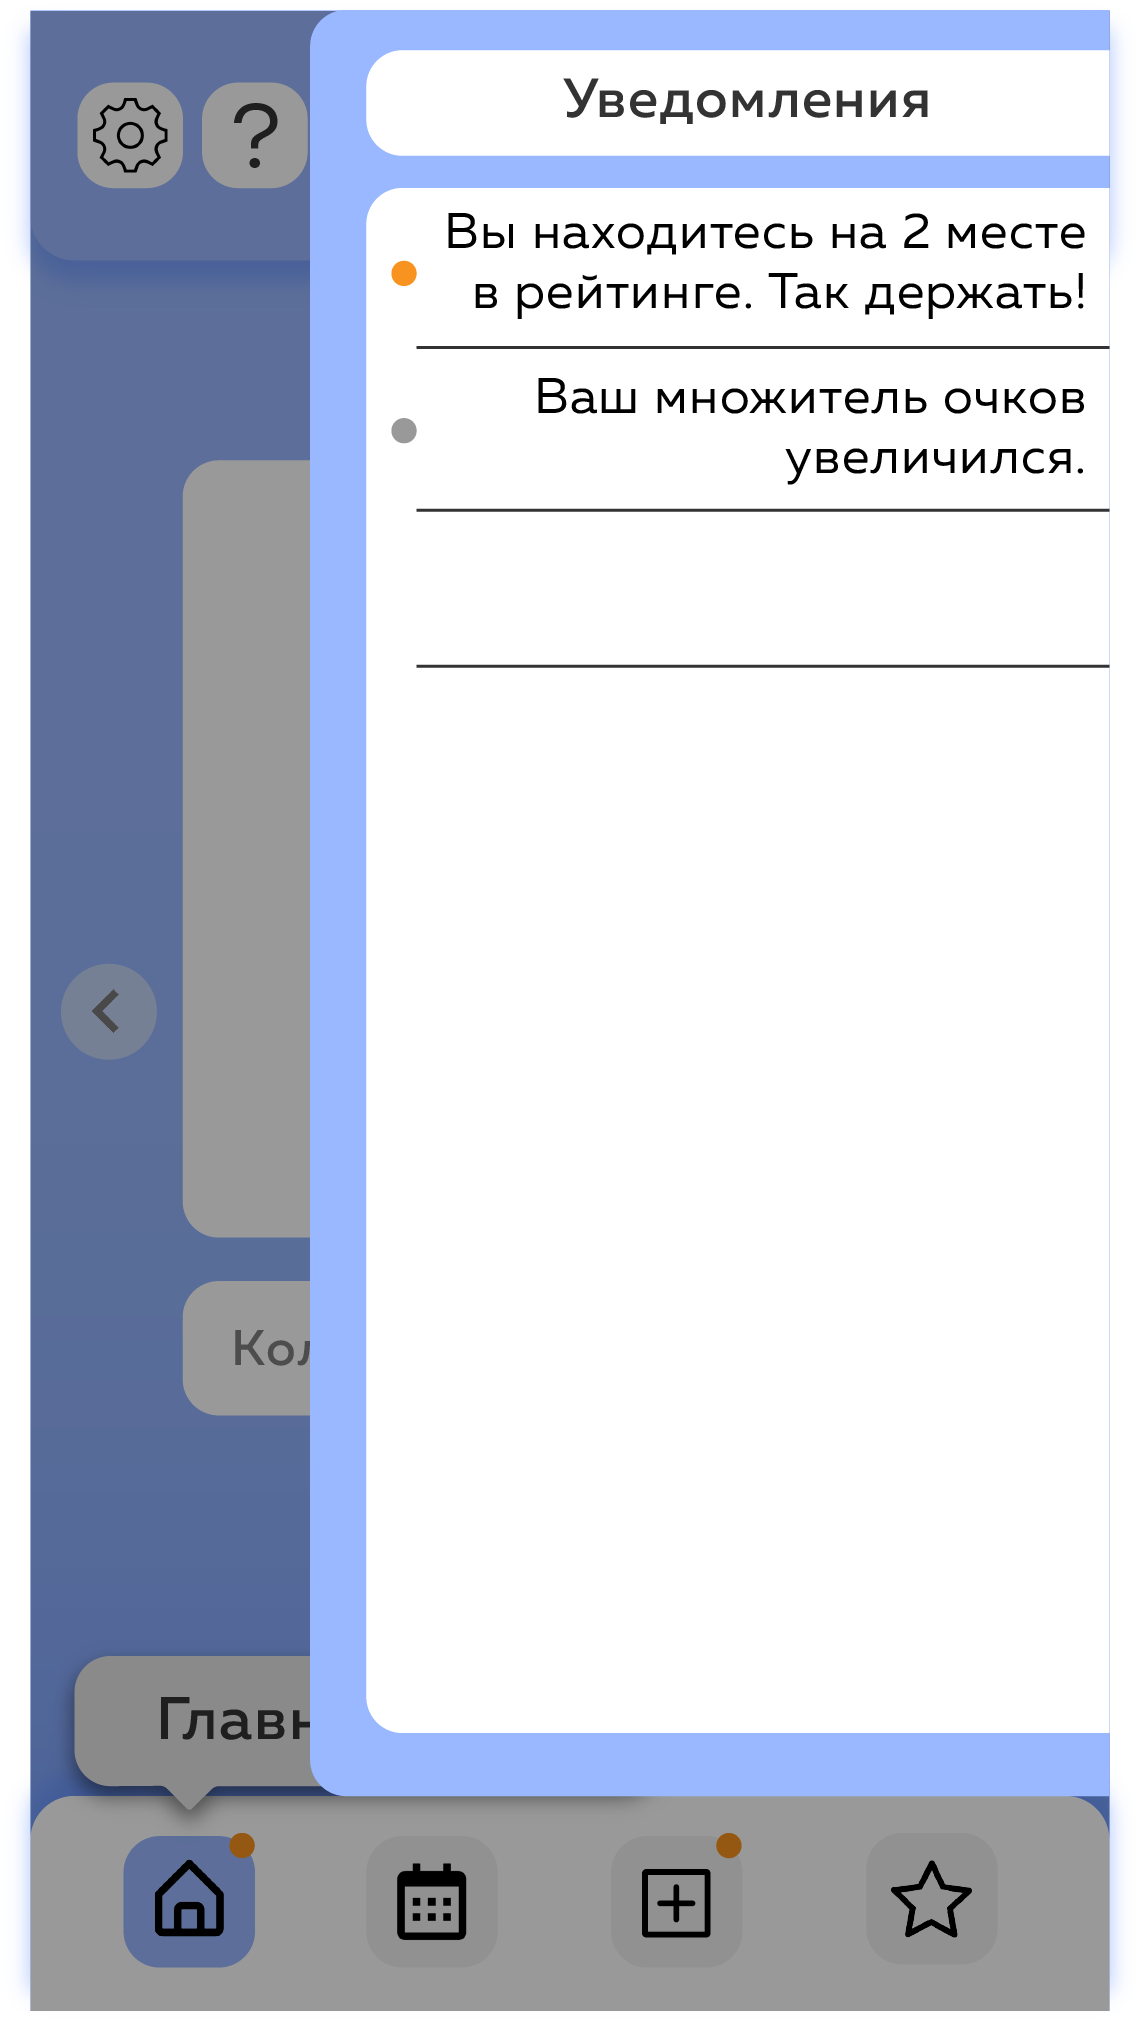 ?
Уведомления
Вы находитесь на 2 месте
в рейтинге. Так держать!
Ваш множитель очков
увеличился.
Кол
Главн